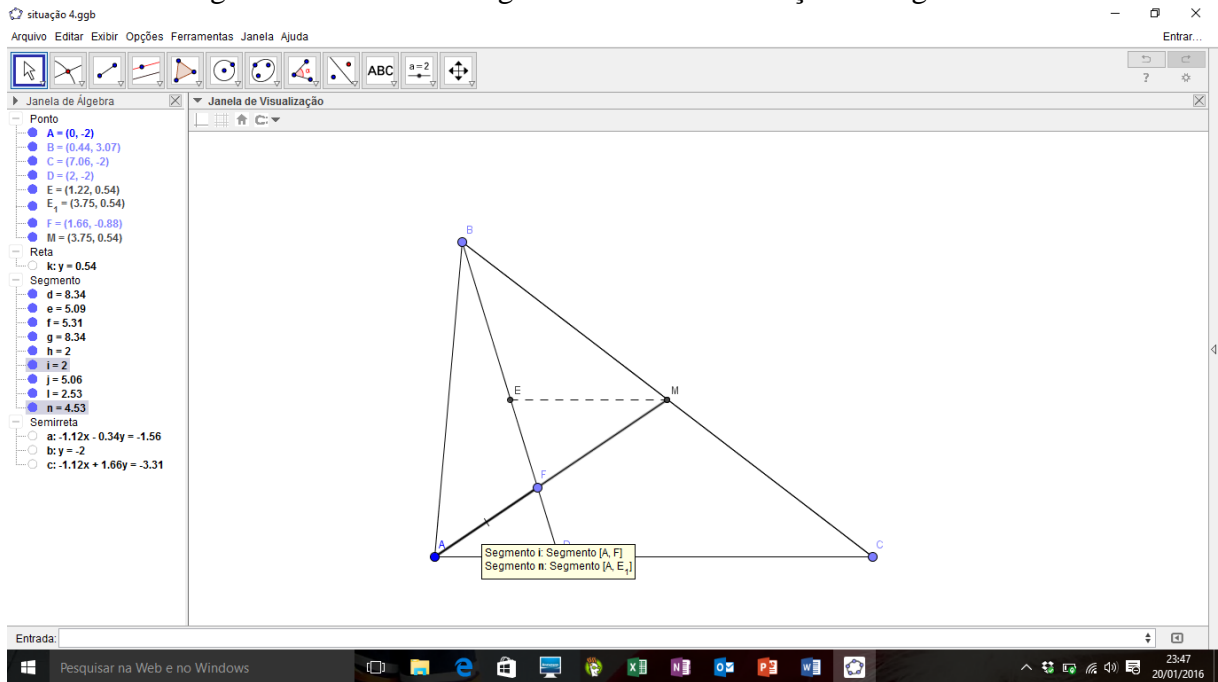 situação 4.ggb
Arquivo Editar Exibir Opções Ferramentas Janela Ajuda
Entrar...
ABC
a=2
?
Janela de Álgebra
Janela de Visualização
Ponto
A = (0, -2)
B = (0.44, 3.07)
C = (7.06, -2)
D = (2, -2)
E = (1.22, 0.54)
E₁ = (3.75, 0.54)
F = (1.66, -0.88)
M = (3.75, 0.54)
Reta
k: y = 0.54
Segmento
d = 8.34
e = 5.09
f = 5.31
g = 8.34
h = 2
i = 2
j = 5.06
l = 2.53
n = 4.53
Semirreta
a: -1.12x - 0.34y = -1.56
b: y = -2
c: -1.12x + 1.66y = -3.31
B
E
M
F
A
C
Segmento i: Segmento [A, F]
Segmento n: Segmento [A, E₁]
Entrada:
Pesquisar na Web e no Windows
23:47
20/01/2016